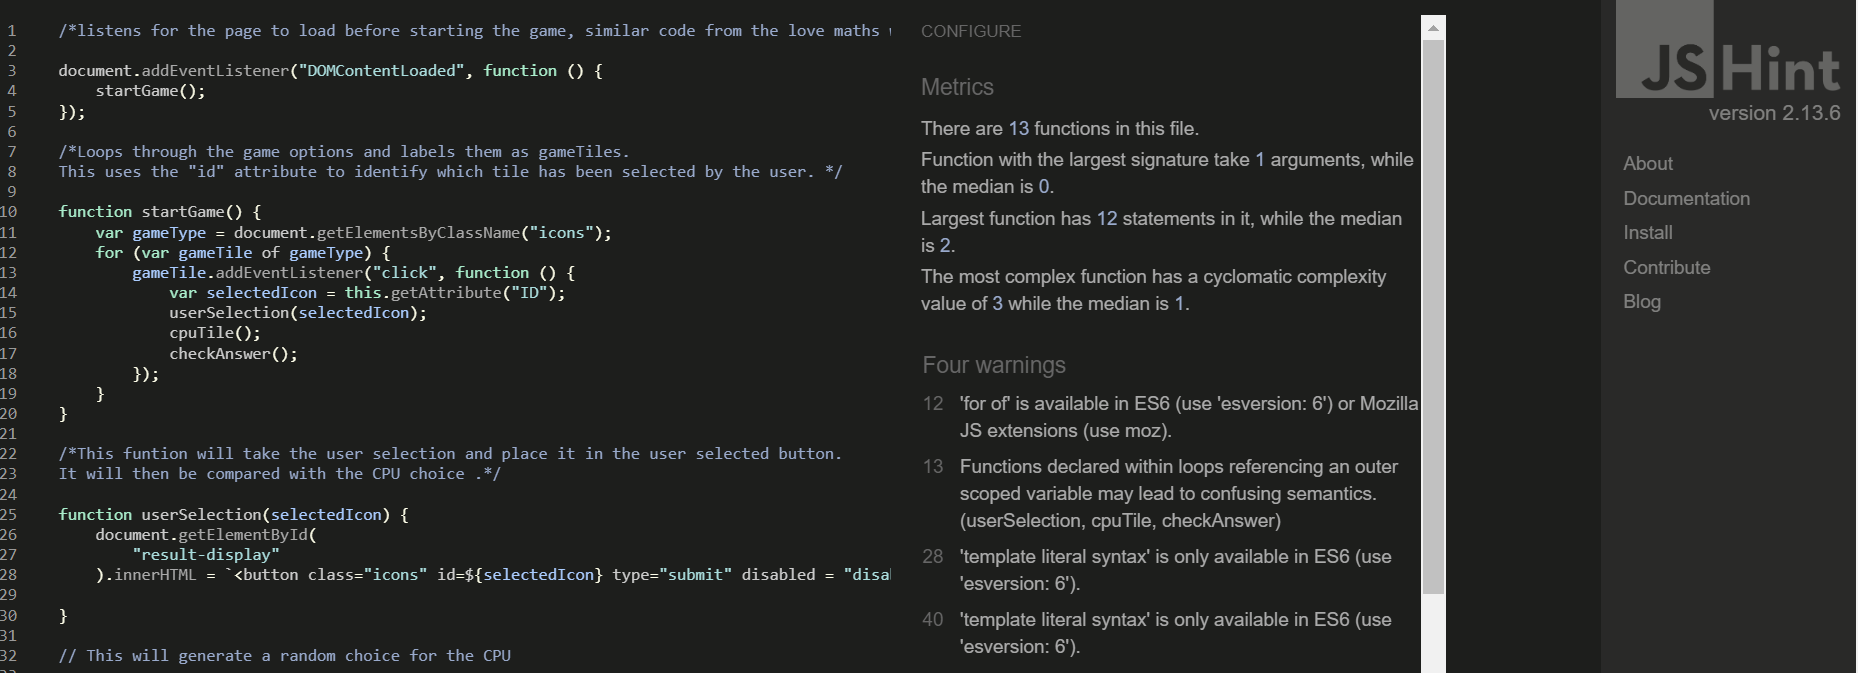 1 /*listens for the page to load before starting the game, similar code from the love maths
2
3 document.addEventListener("DOMContentLoaded", function () {
4 startGame();
5 });
6
7 /*Loops through the game options and labels them as gameTiles.
8 This uses the "id" attribute to identify which tile has been selected by the user. */
9
10 function startGame() {
11 var gameType = document.getElementsByClassName("icons");
12 for (var gameTile of gameType) {
13 gameTile.addEventListener("click", function () {
14 var selectedIcon = this.getAttribute("ID");
15 userSelection(selectedIcon);
16 cpuTile();
17 checkAnswer();
18 });
19 }
20 }
21
22 /*This funtion will take the user selection and place it in the user selected button.
23 It will then be compared with the CPU choice .*/
24
25 function userSelection(selectedIcon) {
26 document.getElementById(
27 "result-display"
28 ).innerHTML = `<button class="icons" id=${selectedIcon} type="submit" disabled = "disa
29
30 }
31
32 // This will generate a random choice for the CPU
CONFIGURE
Metrics
There are 13 functions in this file.
Function with the largest signature take 1 arguments, while
the median is 0.
Largest function has 12 statements in it, while the median
is 2.
The most complex function has a cyclomatic complexity
value of 3 while the median is 1.
Four warnings
12 'for of' is available in ES6 (use 'esversion: 6') or Mozilla
JS extensions (use moz).
13 Functions declared within loops referencing an outer
scoped variable may lead to confusing semantics.
(userSelection, cpuTile, checkAnswer)
28 'template literal syntax' is only available in ES6 (use
'esversion: 6').
40 'template literal syntax' is only available in ES6 (use
'esversion: 6').
JSHint
version 2.13.6
About
Documentation
Install
Contribute
Blog